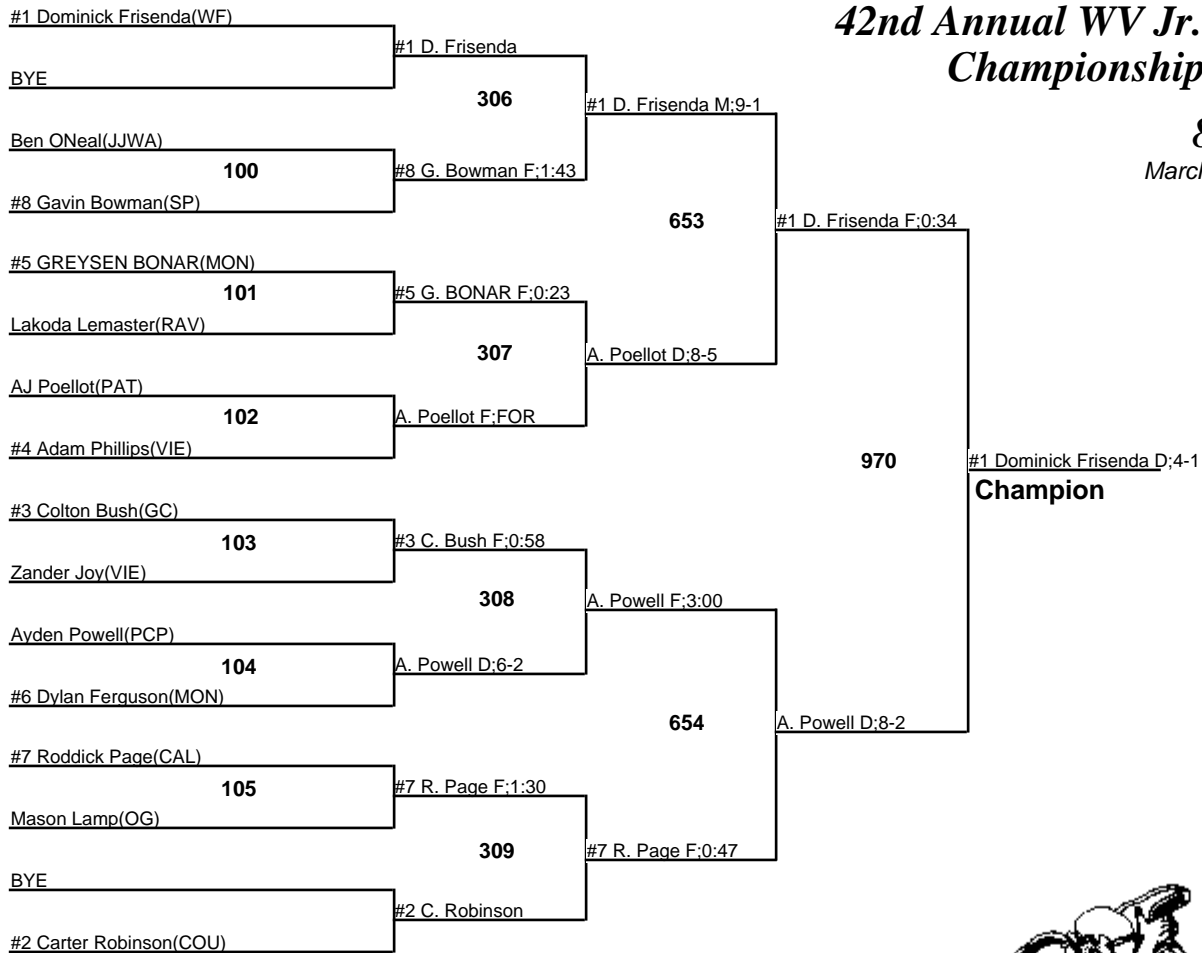 42nd Annual WV Jr.
Championship
8
March
#1 Dominick Frisenda(WF)
BYE
Ben ONeal(JJWA)
100
#8 Gavin Bowman(SP)
#5 GREYSEN BONAR(MON)
101
Lakoda Lemaster(RAV)
AJ Poellot(PAT)
102
#4 Adam Phillips(VIE)
#3 Colton Bush(GC)
103
Zander Joy(VIE)
Ayden Powell(PCP)
104
#6 Dylan Ferguson(MON)
#7 Roddick Page(CAL)
105
Mason Lamp(OG)
BYE
#2 Carter Robinson(COU)
#1 D. Frisenda
306
#8 G. Bowman F;1:43
#5 G. BONAR F;0:23
307
A. Poellot F;FOR
#3 C. Bush F;0:58
308
A. Powell D;6-2
#7 R. Page F;1:30
309
#2 C. Robinson
#1 D. Frisenda M;9-1
653
A. Poellot D;8-5
A. Powell F;3:00
654
#7 R. Page F;0:47
#1 D. Frisenda F;0:34
970
A. Powell D;8-2
#1 Dominick Frisenda D;4-1
Champion